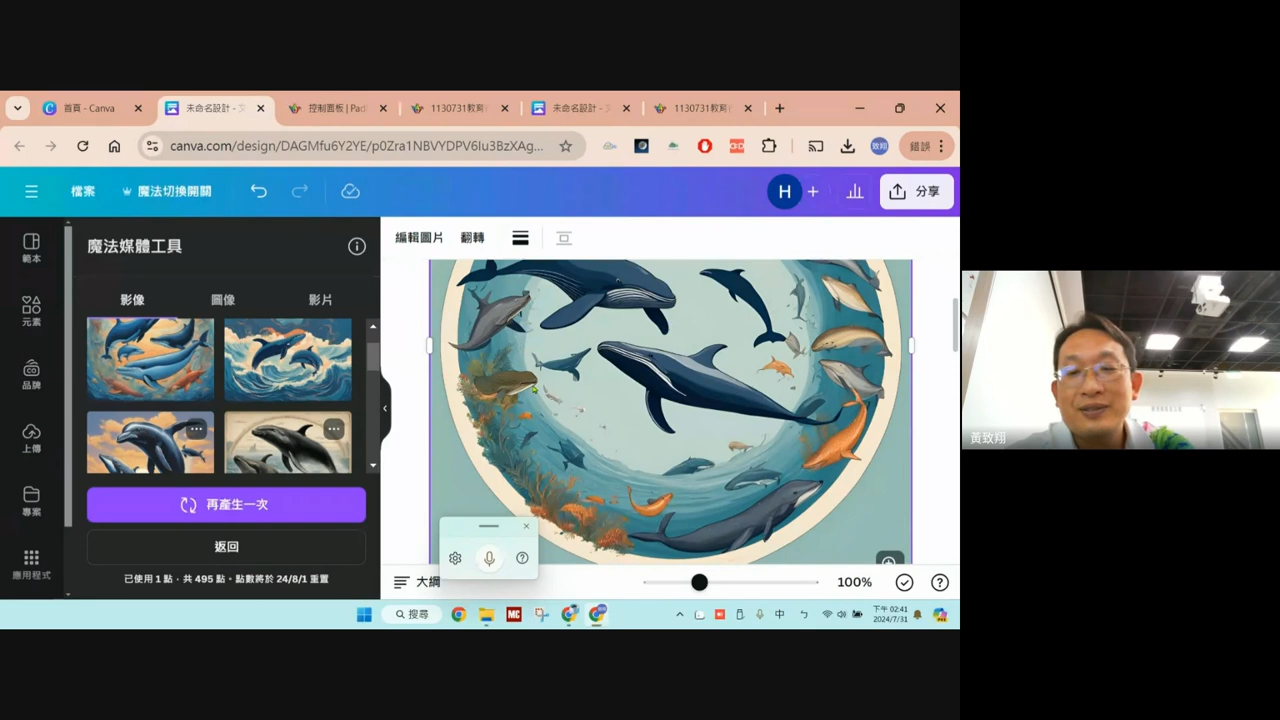 首頁 - Canva
未命名設計 -
控制面板 | Pad
1130731教育
未命名設計 -
1130731教育
canva.com/design/DAGMfu6Y2YE/p0Zra1NBVYDPV6Iu3BzXAg...
致翔
錯誤
檔案
魔法切換開關
H
分享
範本
元素
品牌
上傳
專案
應用程式
魔法媒體工具
影像
圖像
影片
再產生一次
返回
已使用 1 點，共 495 點。點數將於 24/8/1 重置
編輯圖片
翻轉
大綱
100%
搜尋
MC
中
下午 02:41
2024/7/31
黃致翔